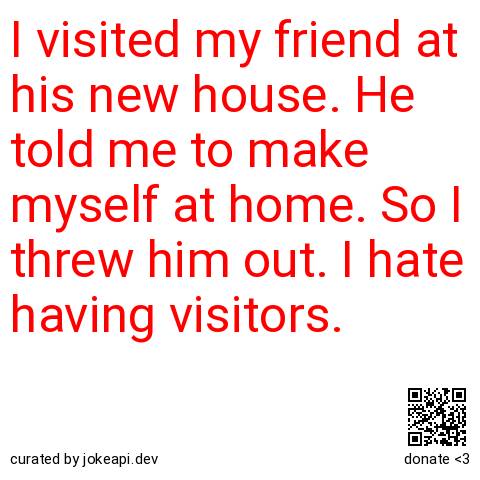 I visited my friend at
his new house. He
told me to make
myself at home. So I
threw him out. I hate
having visitors.
curated by jokeapi.dev
donate <3